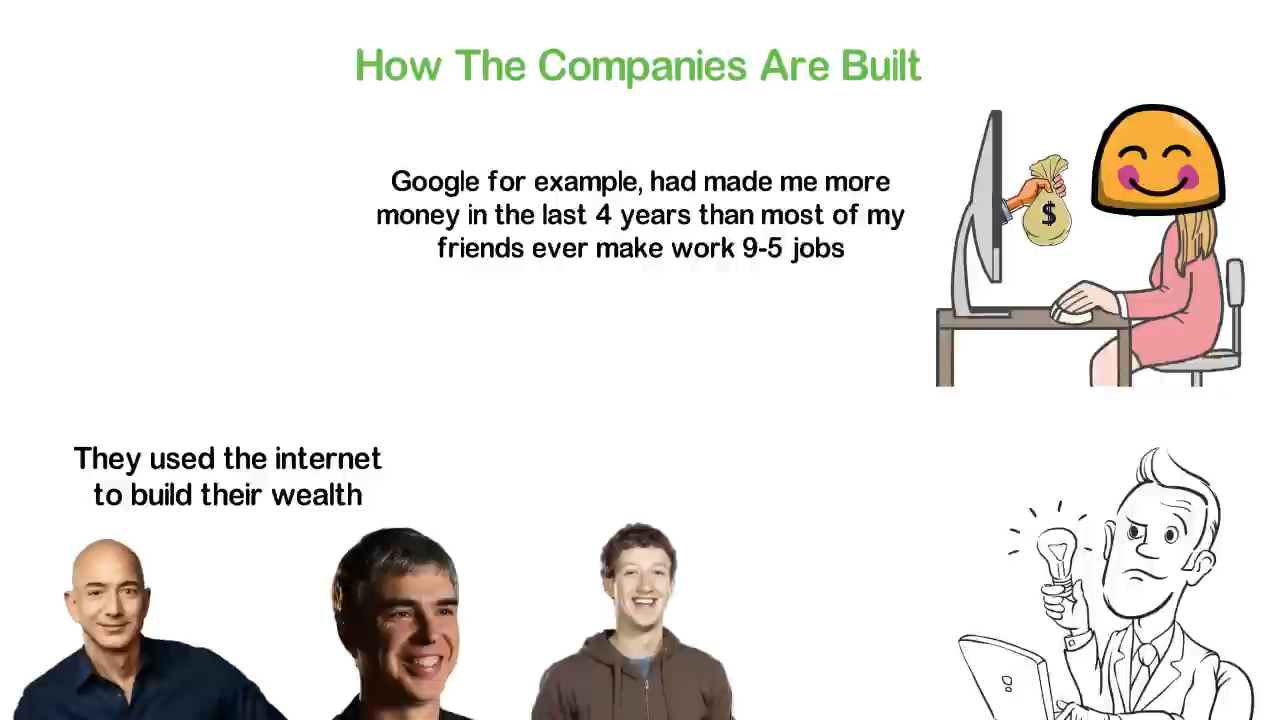 How The Companies Are Built
Google for example, had made me more
money in the last 4 years than most of my
friends ever make work 9-5 jobs
$
They used the internet
to build their wealth